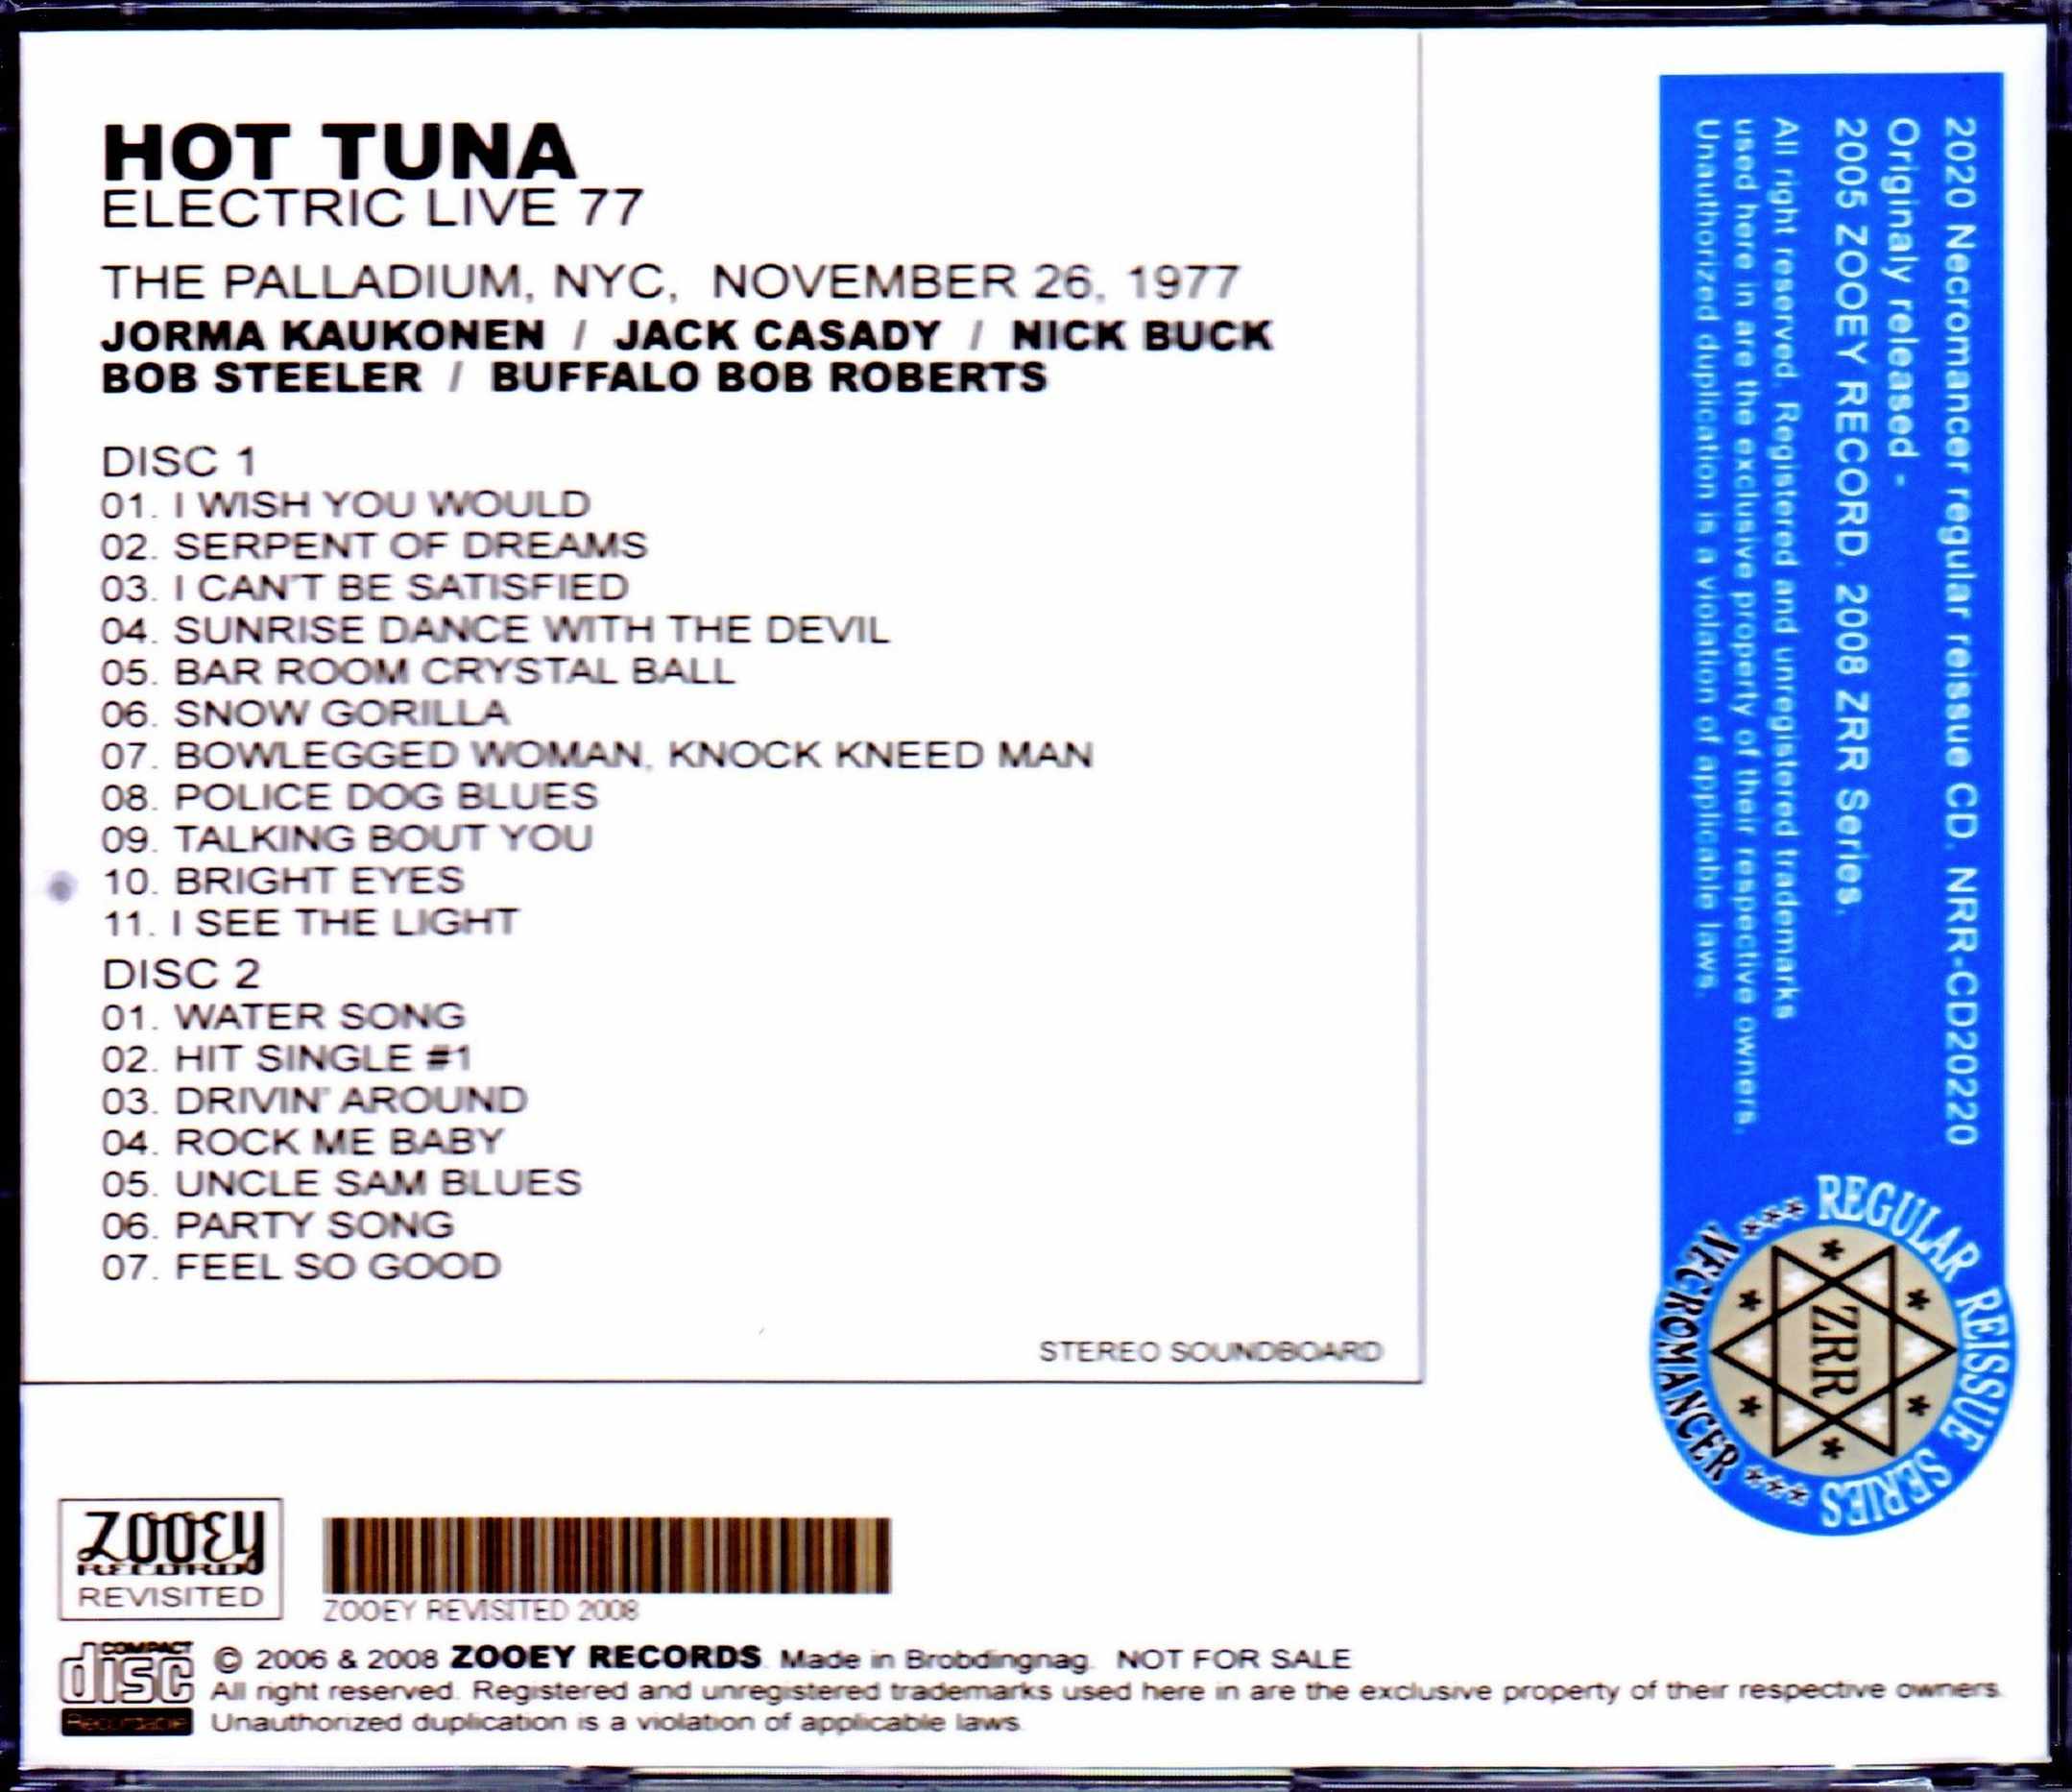 HOT TUNA
ELECTRIC LIVE 77
THE PALLADIUM, NYC, NOVEMBER 26, 1977
JORMA KAUKONEN / JACK CASADY / NICK BUCK
BOB STEELER / BUFFALO BOB ROBERTS
DISC 1
01. I WISH YOU WOULD
02. SERPENT OF DREAMS
03. I CAN'T BE SATISFIED
04. SUNRISE DANCE WITH THE DEVIL
05. BAR ROOM CRYSTAL BALL
06. SNOW GORILLA
07. BOWLEGGED WOMAN, KNOCK KNEED MAN
08. POLICE DOG BLUES
09. TALKING BOUT YOU
10. BRIGHT EYES
11. I SEE THE LIGHT
DISC 2
01. WATER SONG
02. HIT SINGLE #1
03. DRIVIN' AROUND
04. ROCK ME BABY
05. UNCLE SAM BLUES
06. PARTY SONG
07. FEEL SO GOOD
STEREO SOUNDBOARD
ZOOEY
RECORDS
REVISITED
ZOOEY REVISITED 2008
COMPACT
disc
Recordable
© 2006 & 2008 ZOOEY RECORDS. Made in Brobdingnag. NOT FOR SALE
All right reserved. Registered and unregistered trademarks used here in are the exclusive property of their respective owners.
Unauthorized duplication is a violation of applicable laws.
2020 Necromancer regular reissue CD. NRR-CD20220
Originaly released -
2005 ZOOEY RECORD. 2008 ZRR Series.
All right reserved. Registered and unregistered trademarks
used here in are the exclusive property of their respective owners.
Unauthorized duplication is a violation of applicable laws.
*** REGULAR REISSUE SERIES ***
NECROMANCER
ZRR